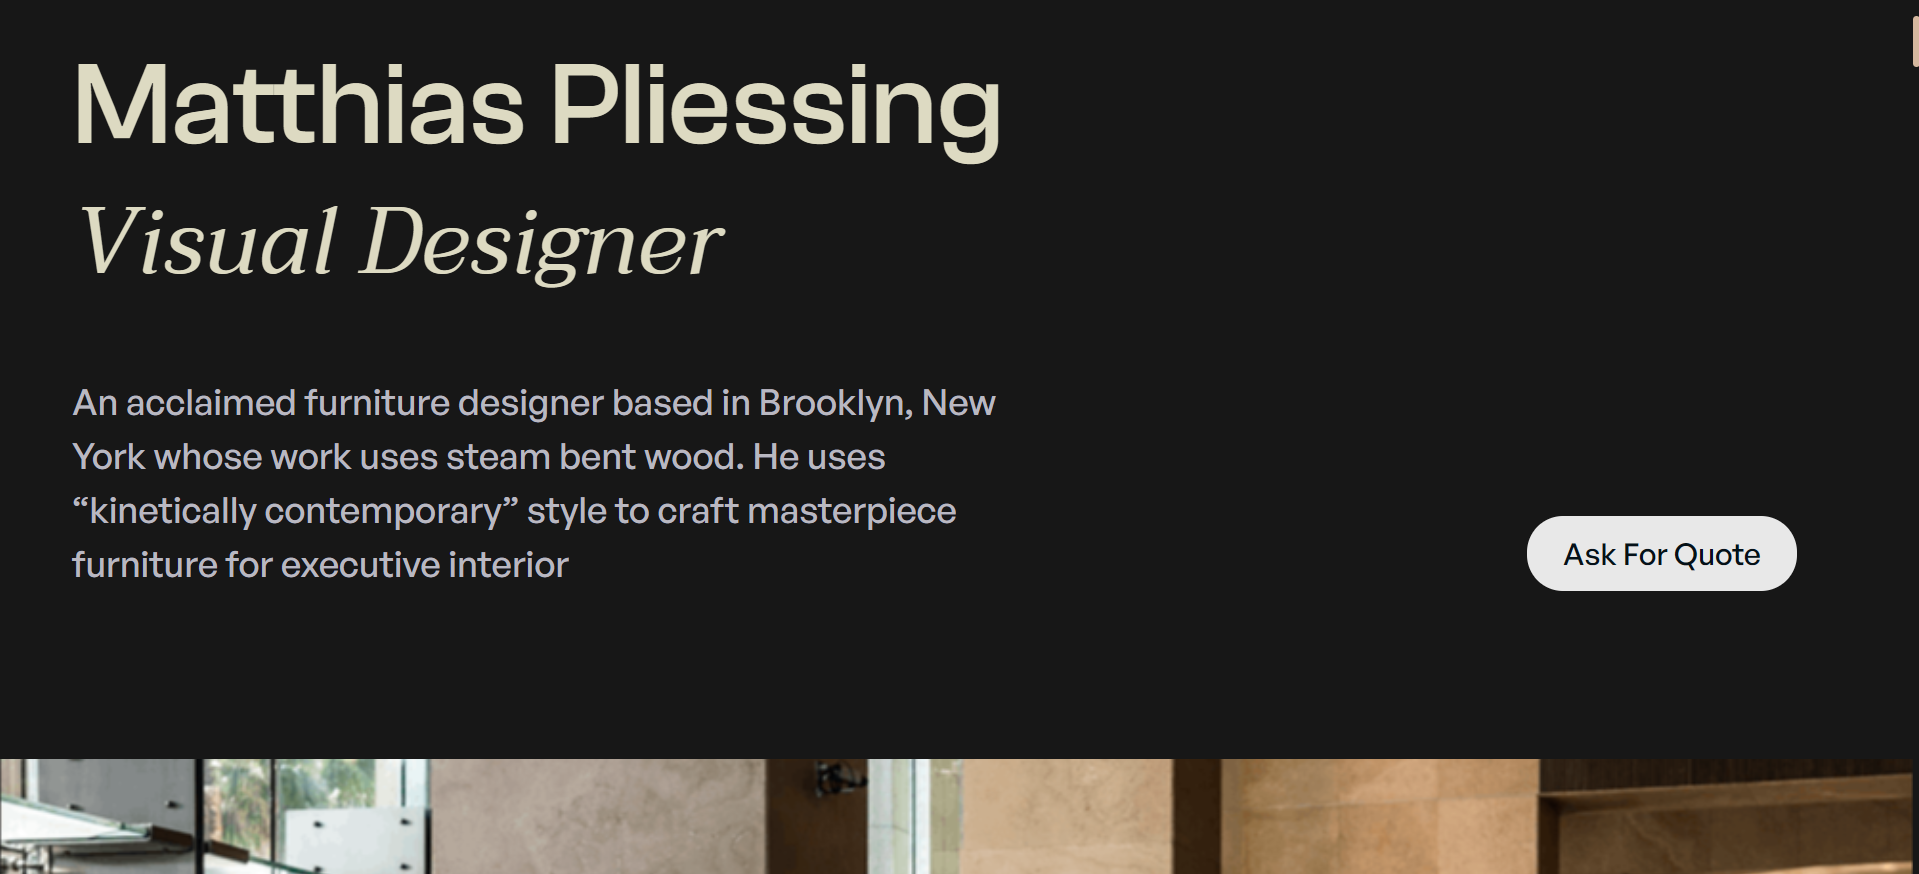 Matthias Pliessing
Visual Designer
An acclaimed furniture designer based in Brooklyn, New
York whose work uses steam bent wood. He uses
“kinetically contemporary” style to craft masterpiece
furniture for executive interior
Ask For Quote